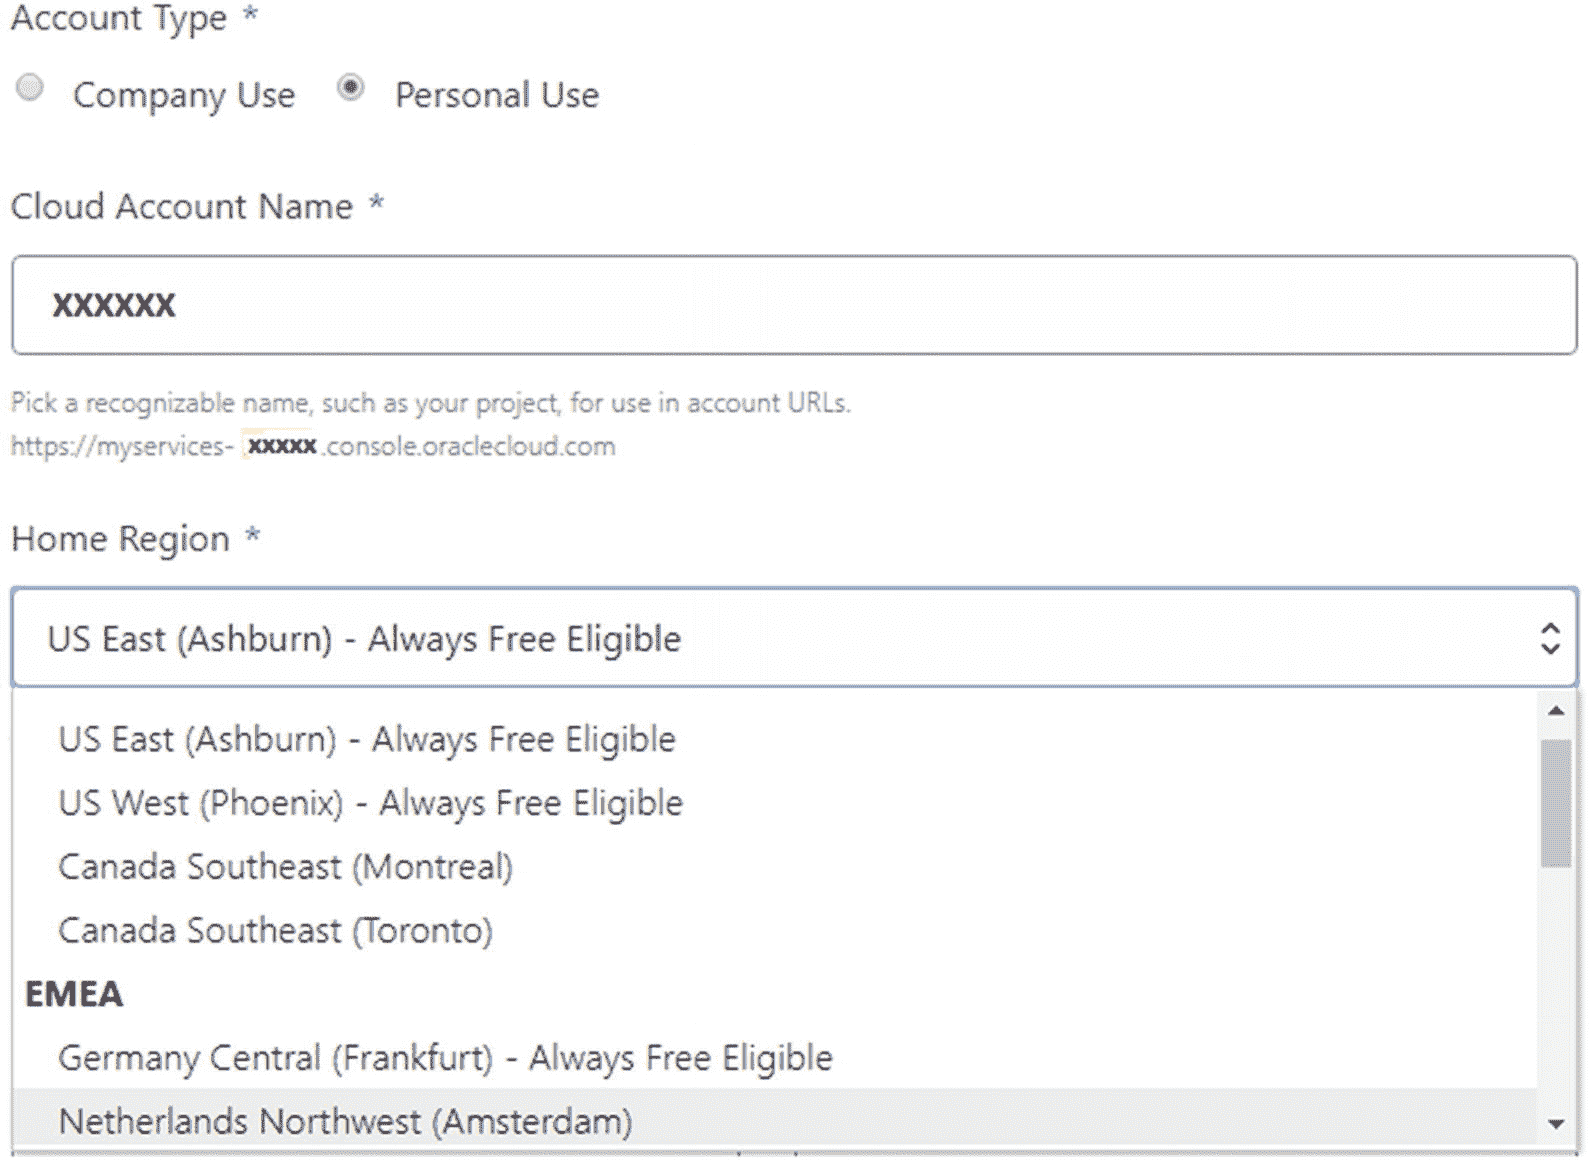 Account Type *
Company Use Personal Use
Cloud Account Name *
XXXXXX
Pick a recognizable name, such as your project, for use in account URLs.
https://myservices- xxxxx .console.oraclecloud.com
Home Region *
US East (Ashburn) - Always Free Eligible
US East (Ashburn) - Always Free Eligible
US West (Phoenix) - Always Free Eligible
Canada Southeast (Montreal)
Canada Southeast (Toronto)
EMEA
Germany Central (Frankfurt) - Always Free Eligible
Netherlands Northwest (Amsterdam)